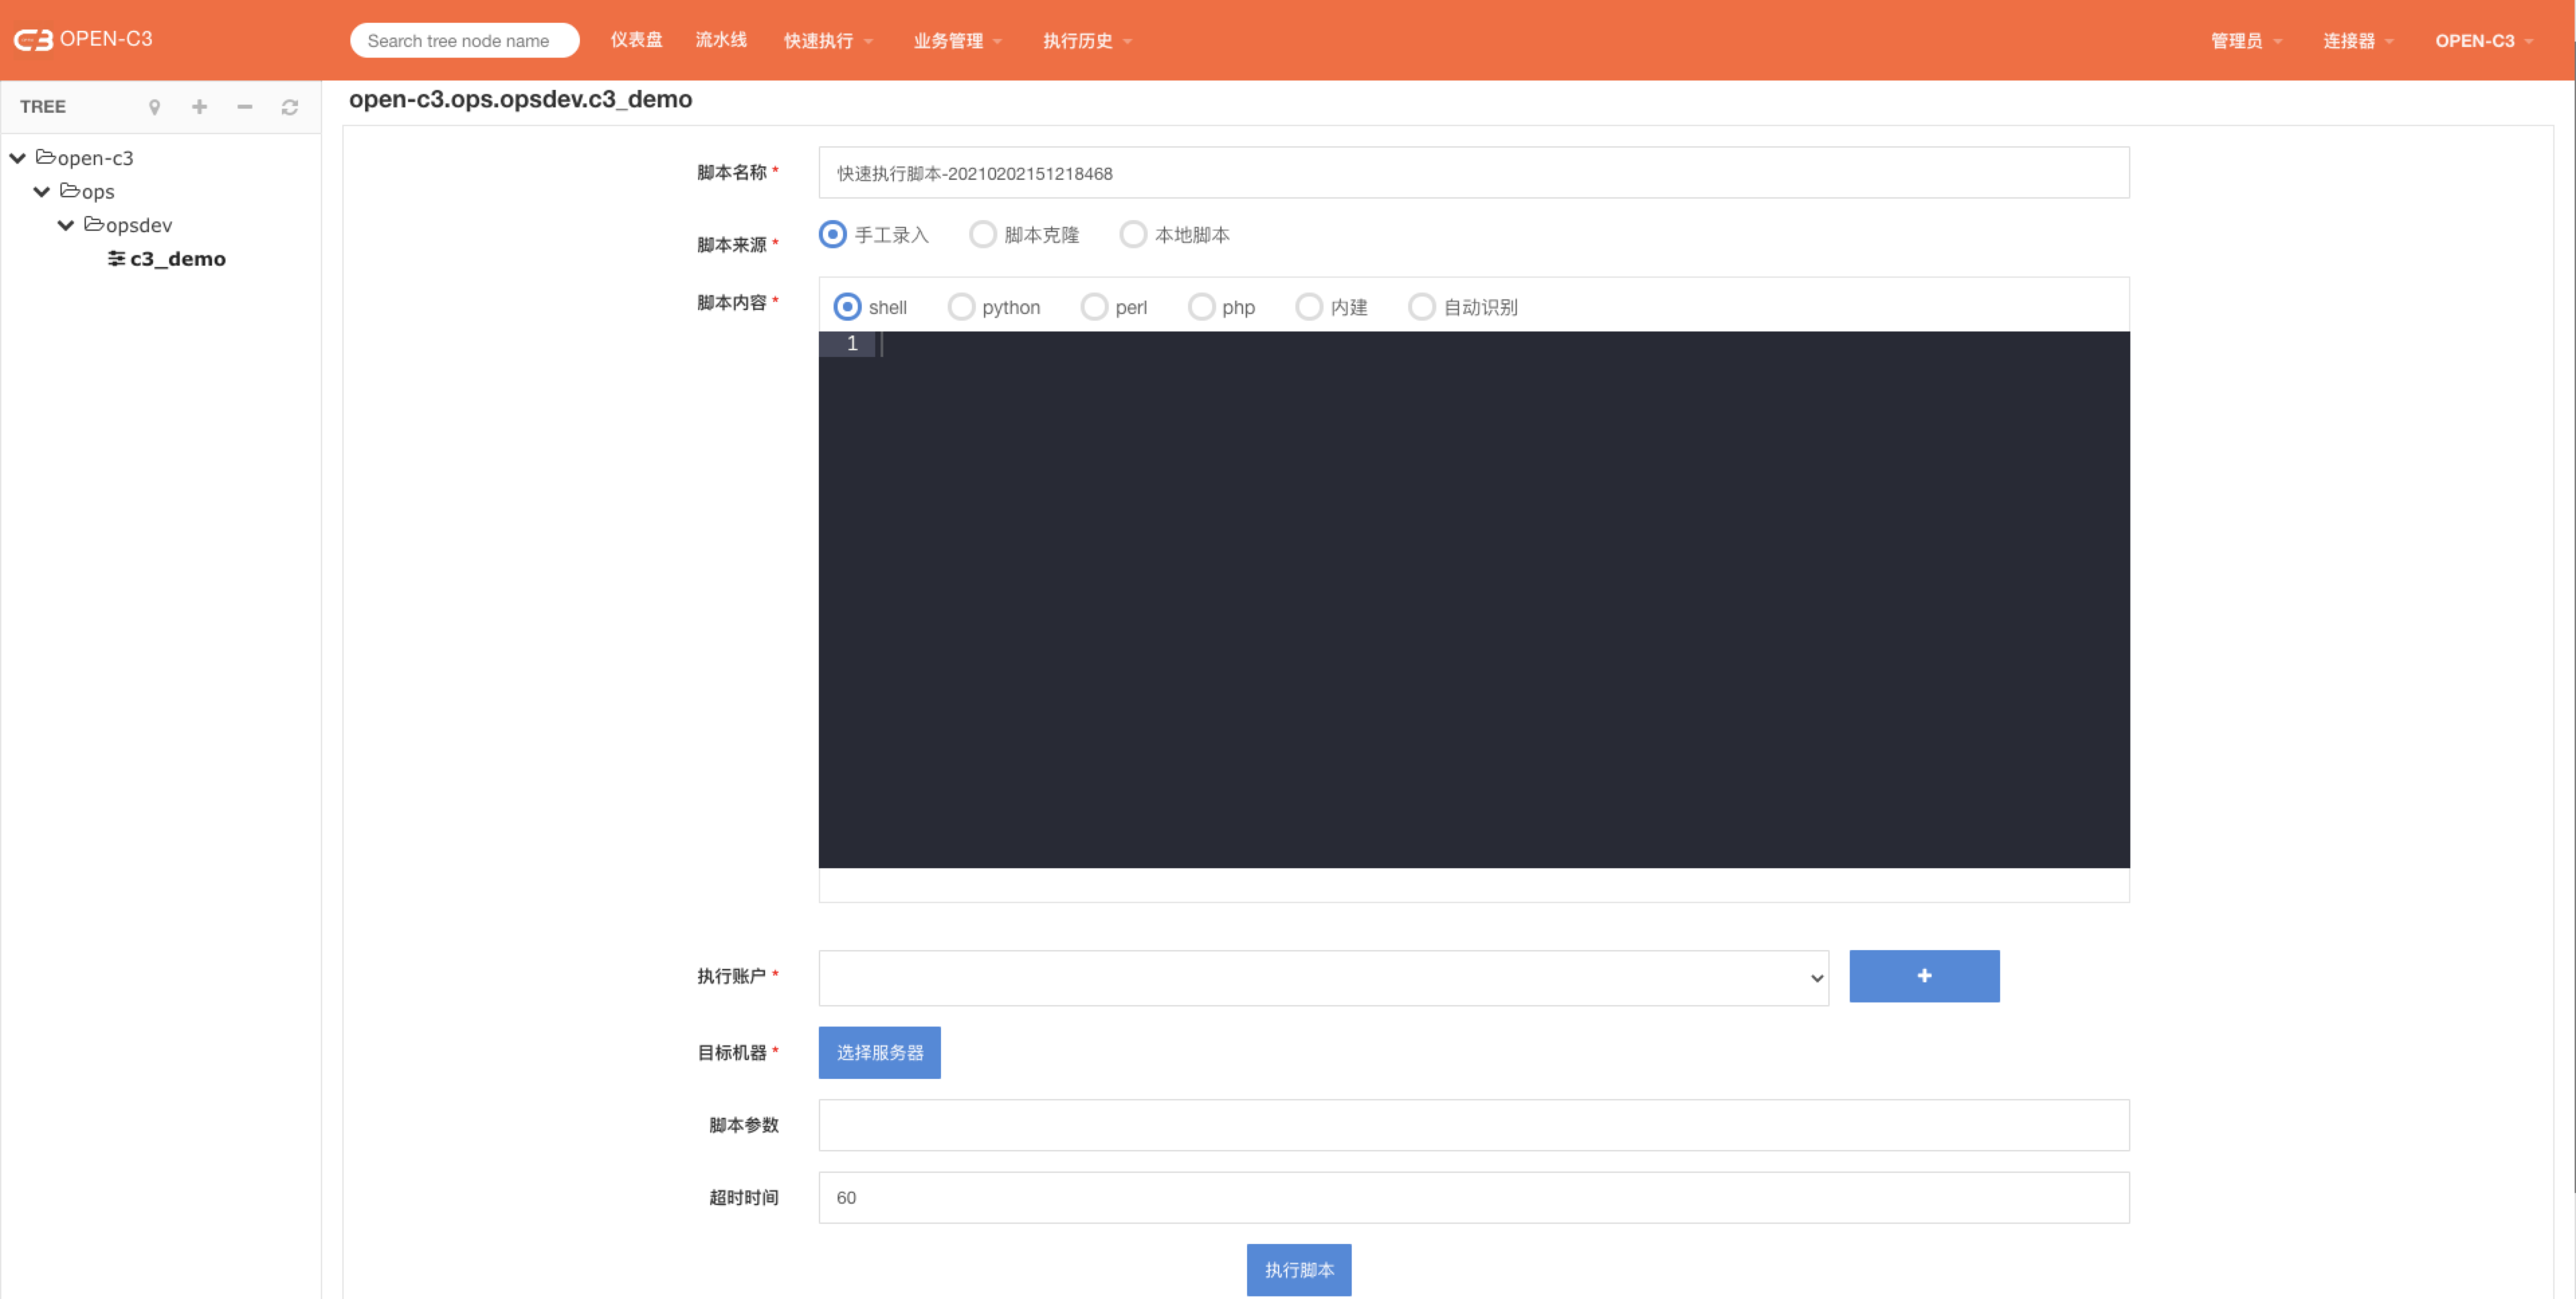 OPEN-C3
Search tree node name
仪表盘
流水线
快速执行
业务管理
执行历史
管理员
连接器
OPEN-C3
TREE
open-c3
ops
opsdev
c3_demo
open-c3.ops.opsdev.c3_demo
脚本名称 *
快速执行脚本-20210202151218468
脚本来源 *
手工录入 脚本克隆 本地脚本
脚本内容 *
shell python perl php 内建 自动识别
1
执行账户 *
+
目标机器 *
选择服务器
脚本参数
超时时间
60
执行脚本